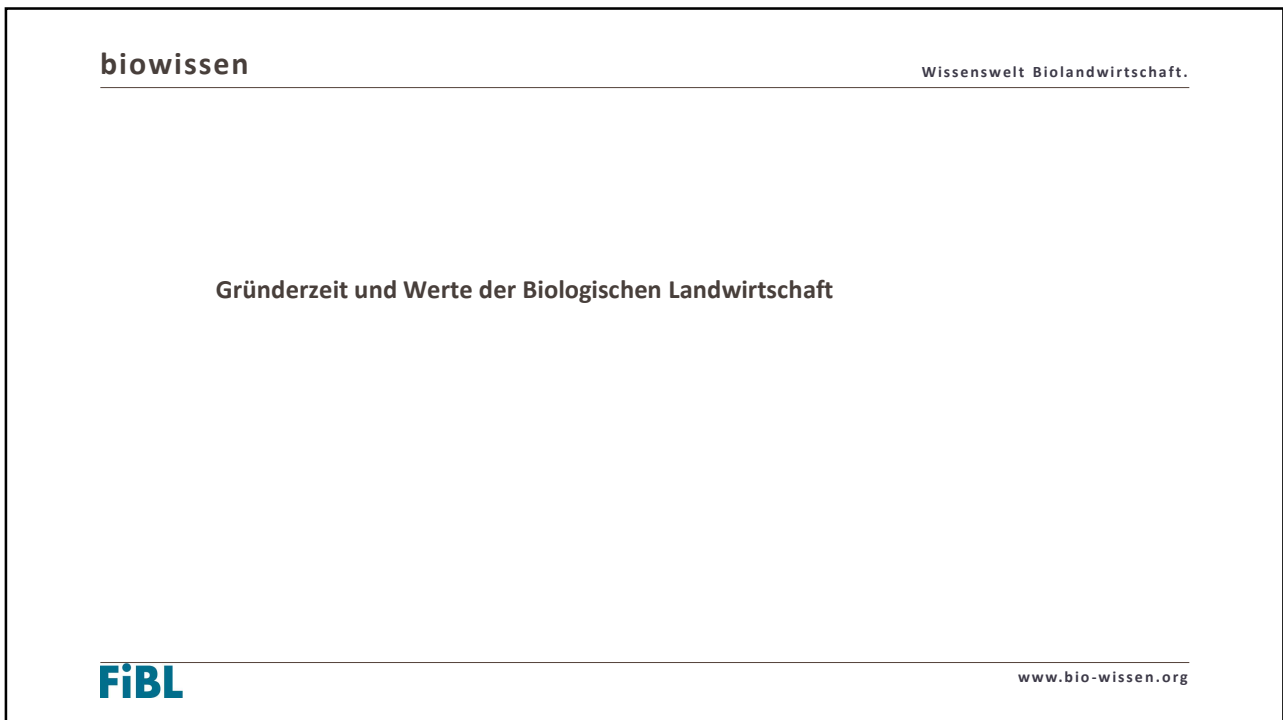 biowissen
Wissenswelt Biolandwirtschaft.
Gründerzeit und Werte der Biologischen Landwirtschaft
FiBL
www.bio-wissen.org